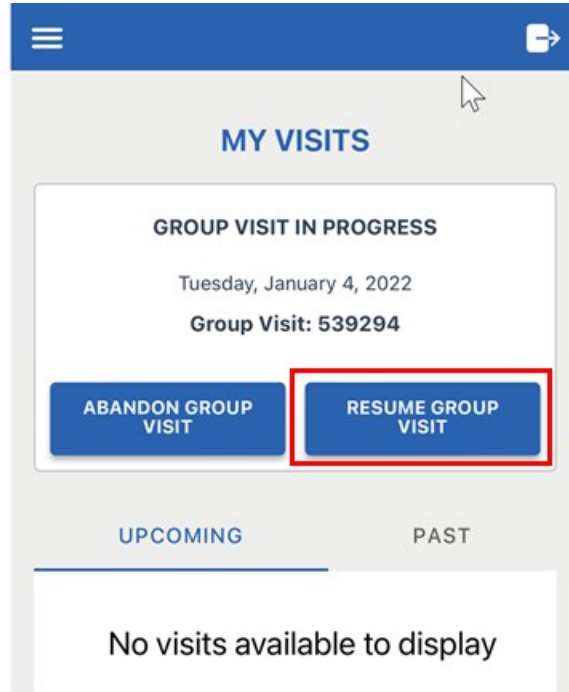 MY VISITS
GROUP VISIT IN PROGRESS
Tuesday, January 4, 2022
Group Visit: 539294
ABANDON GROUP
VISIT
RESUME GROUP
VISIT
UPCOMING
PAST
No visits available to display